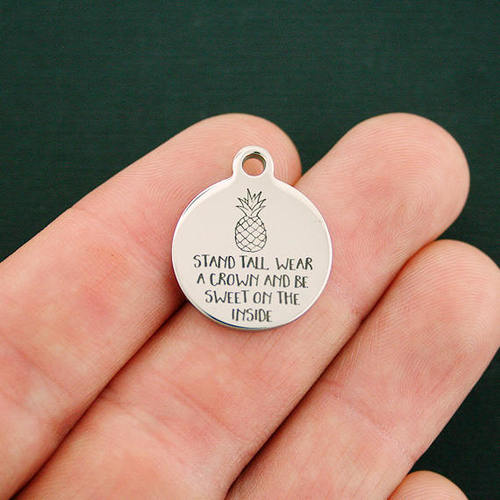 STAND TALL WEAR
A CROWN AND BE
SWEET ON THE
INSIDE